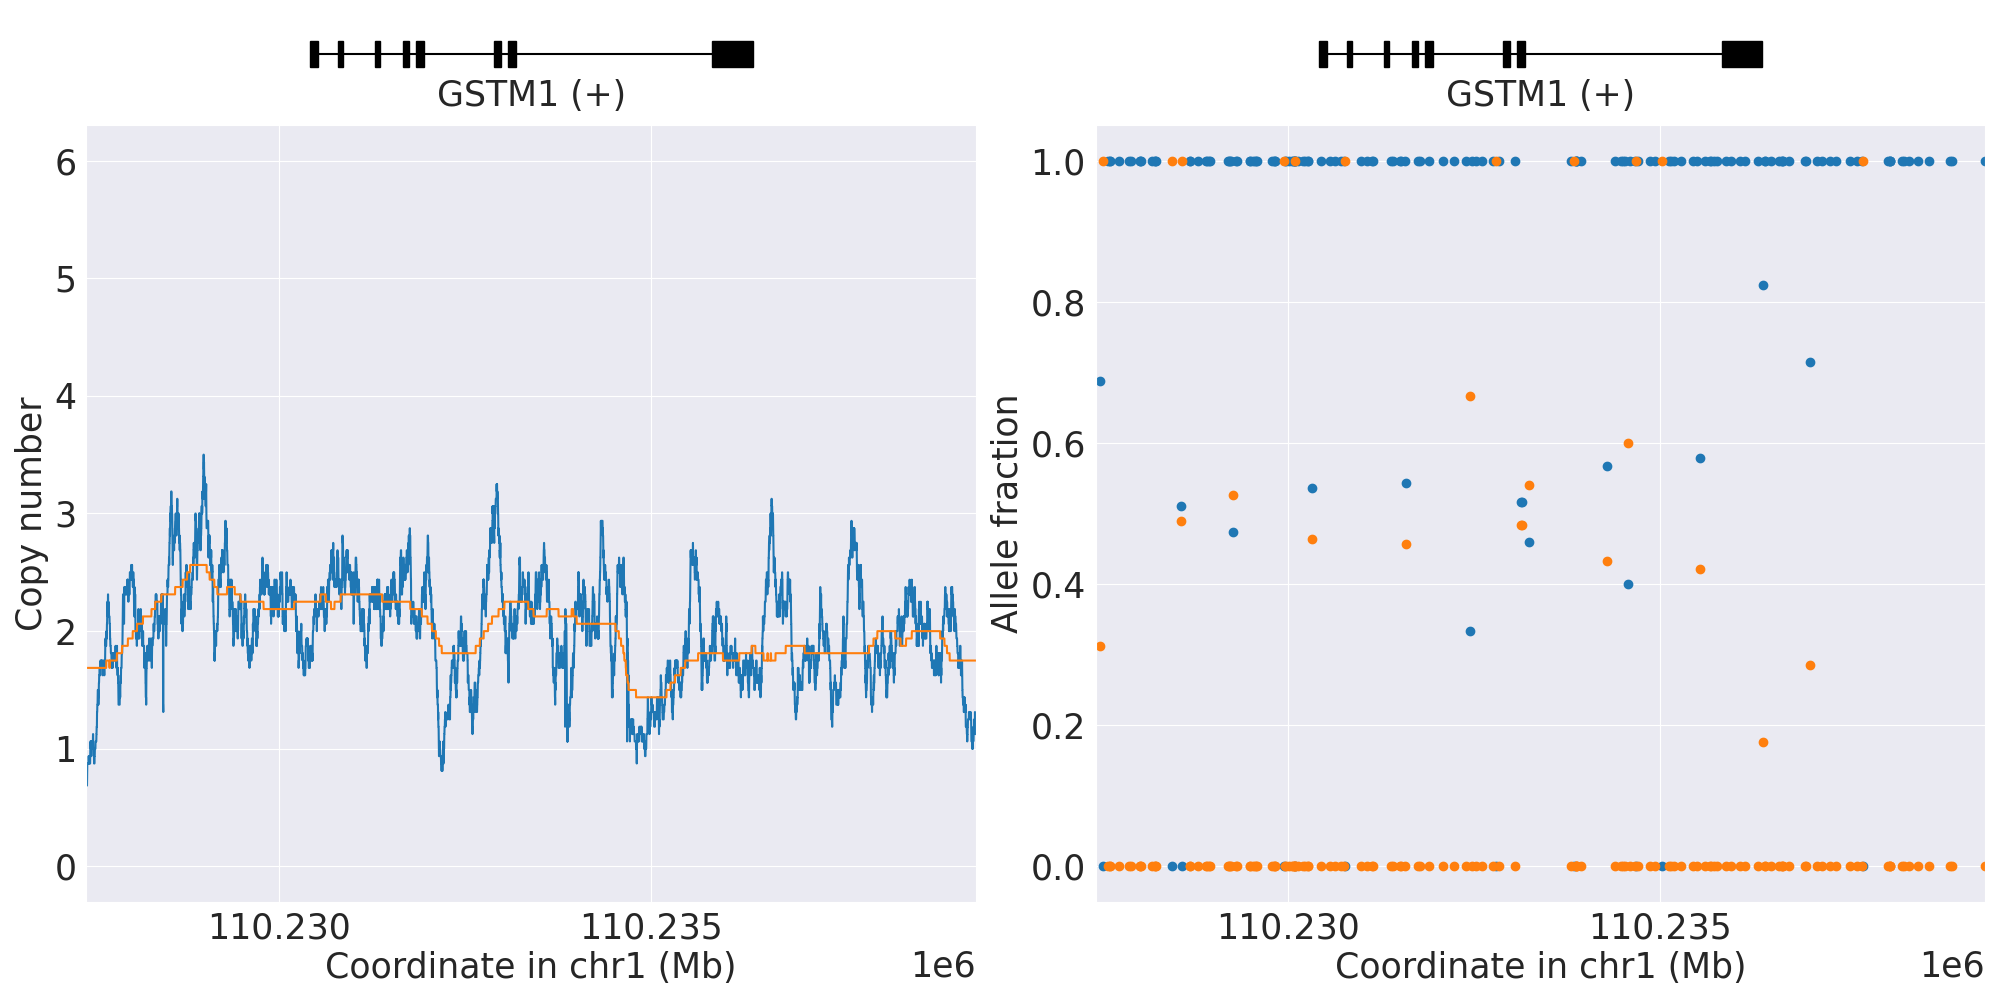 GSTM1 (+)
6
5
4
3
2
1
0
Copy number
110.230
110.235
Coordinate in chr1 (Mb)
1e6
GSTM1 (+)
1.0
0.8
0.6
0.4
0.2
0.0
Allele fraction
110.230
110.235
Coordinate in chr1 (Mb)
1e6